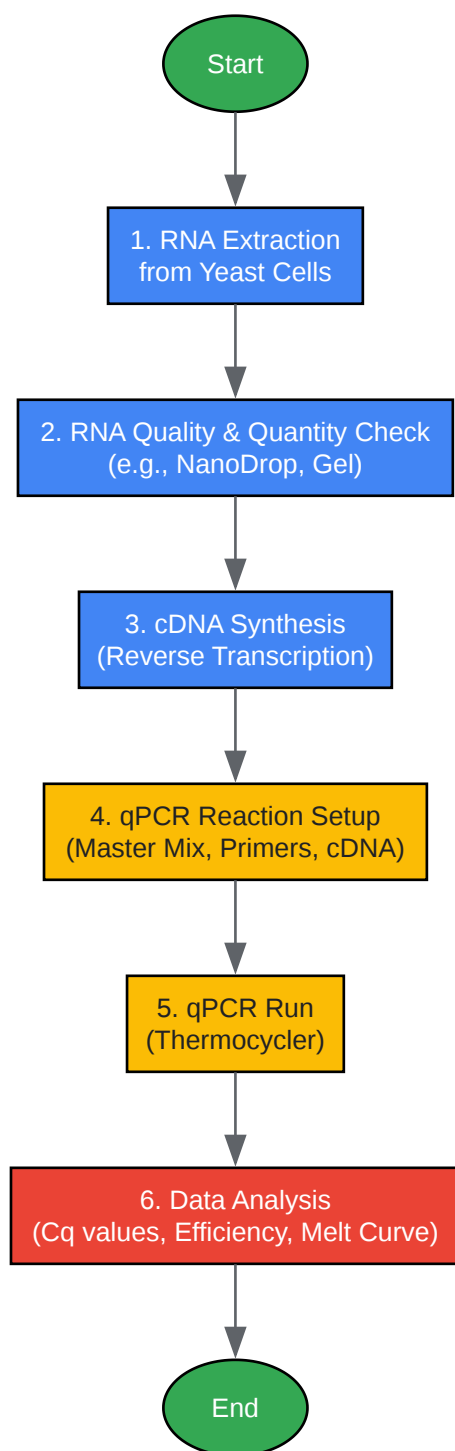 Start
1. RNA Extraction
from Yeast Cells
2. RNA Quality & Quantity Check
(e.g., NanoDrop, Gel)
3. cDNA Synthesis
(Reverse Transcription)
4. qPCR Reaction Setup
(Master Mix, Primers, cDNA)
5. qPCR Run
(Thermocycler)
6. Data Analysis
(Cq values, Efficiency, Melt Curve)
End